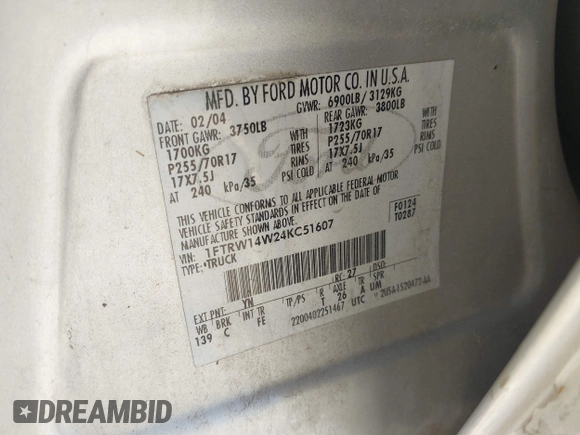 MFD. BY FORD MOTOR CO. IN U.S.A.
DATE: 02/04 GVWR: 6900LB / 3129KG
FRONT GAWR: 3750LB REAR GAWR: 3800LB
1700KG WITH 1723KG WITH
P255/70R17 TIRES P255/70R17 TIRES
17X7.5J RIMS 17X7.5J RIMS
AT 240 kPa/35 PSI COLD AT 240 kPa/35 PSI COLD
THIS VEHICLE CONFORMS TO ALL APPLICABLE FEDERAL MOTOR
VEHICLE SAFETY STANDARDS IN EFFECT ON THE DATE OF
MANUFACTURE SHOWN ABOVE.
VIN: 1FTRW14W24KC51607 F0124
TYPE: TRUCK T0287
EXT PNT: YN RC: 27 DSO:
WB BRK INT TR TP/PS R AXLE TR SPR
139 C FE T 26 A UM
2200402251467 UTC
Ford
DREAMBID